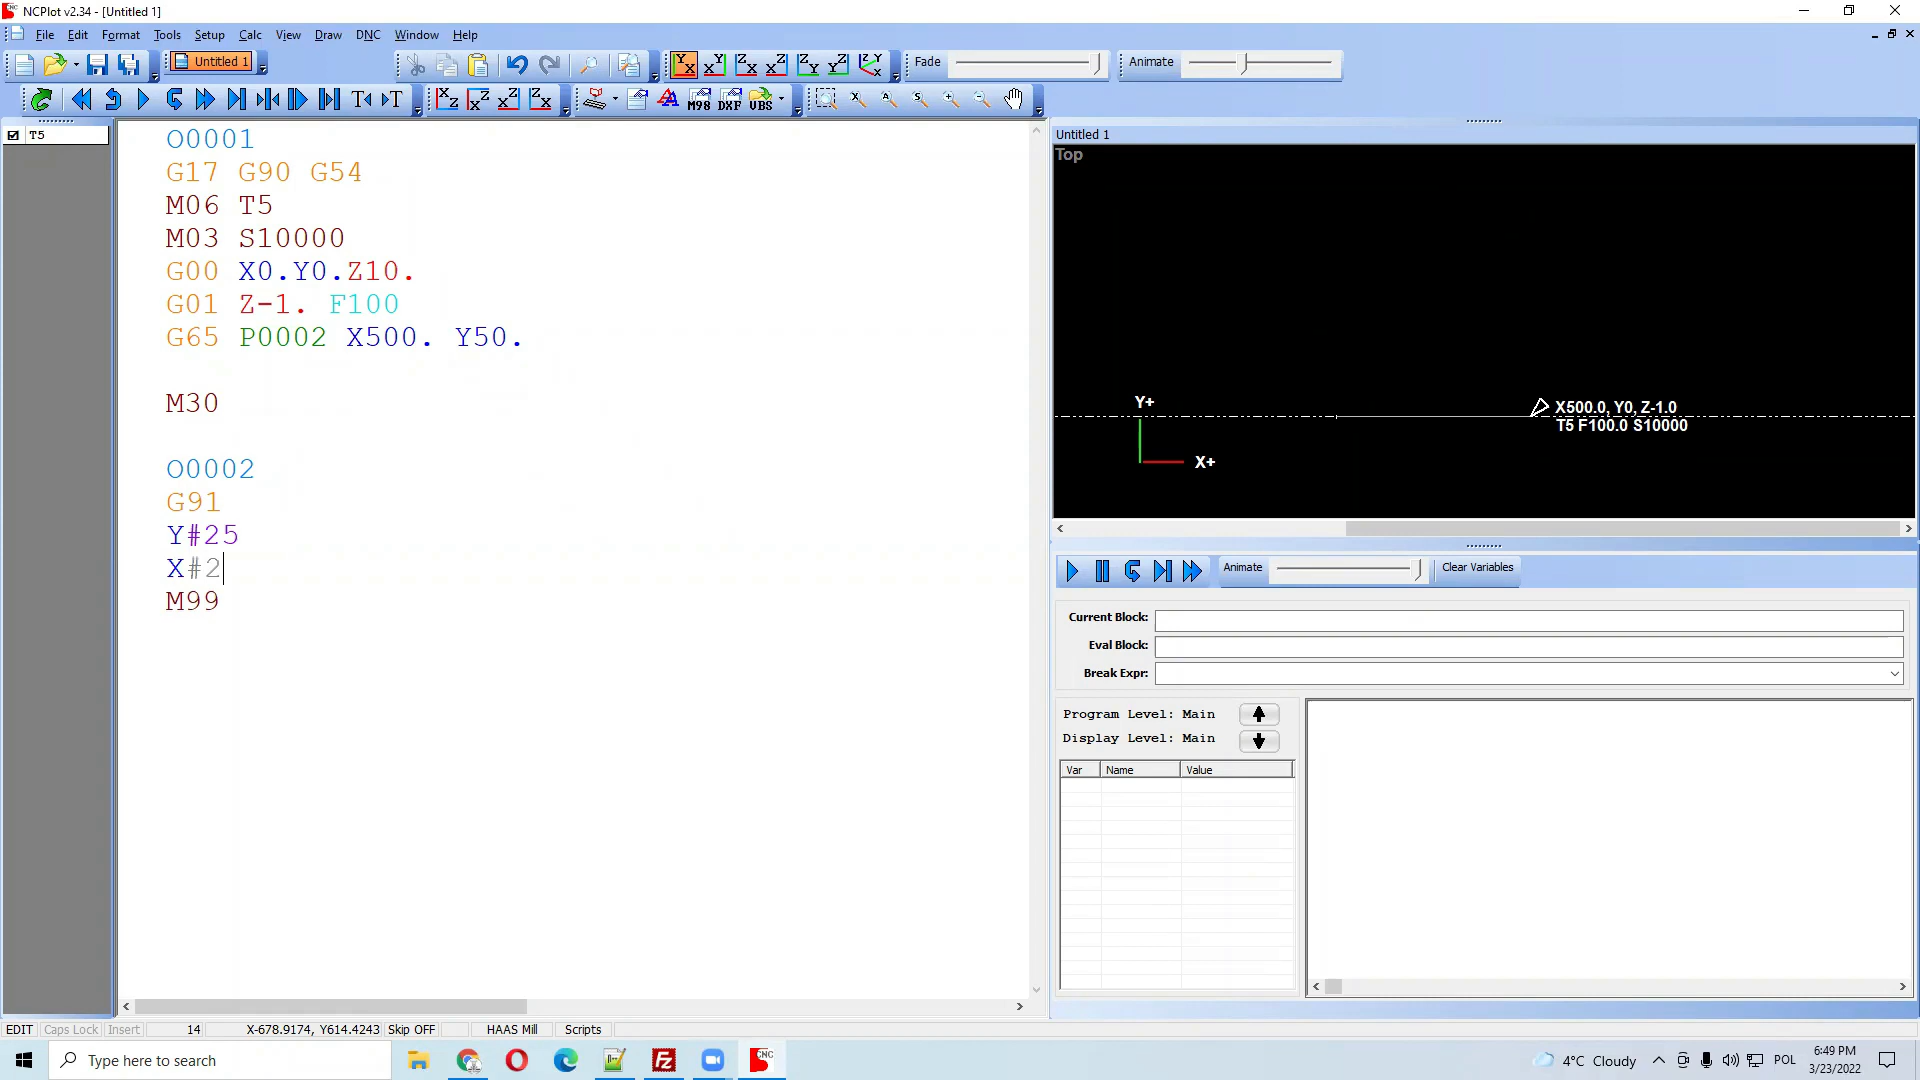 NCPlot v2.34 - [Untitled 1]
File Edit Format Tools Setup Calc View Draw DNC Window Help
Untitled 1
Fade
Animate
M98 DXF VBS
T5
O0001
G17 G90 G54
M06 T5
M03 S10000
G00 X0.Y0.Z10.
G01 Z-1. F100
G65 P0002 X500. Y50.
M30
O0002
G91
Y#25
X#2
M99
Untitled 1
Top
Y+
X+
X500.0, Y0, Z-1.0
T5 F100.0 S10000
Animate
Clear Variables
Current Block:
Eval Block:
Break Expr:
Program Level: Main
Display Level: Main
Var Name Value
EDIT Caps Lock Insert 14 X-678.9174, Y614.4243 Skip OFF HAAS Mill Scripts
Type here to search
4°C Cloudy
POL
6:49 PM
3/23/2022